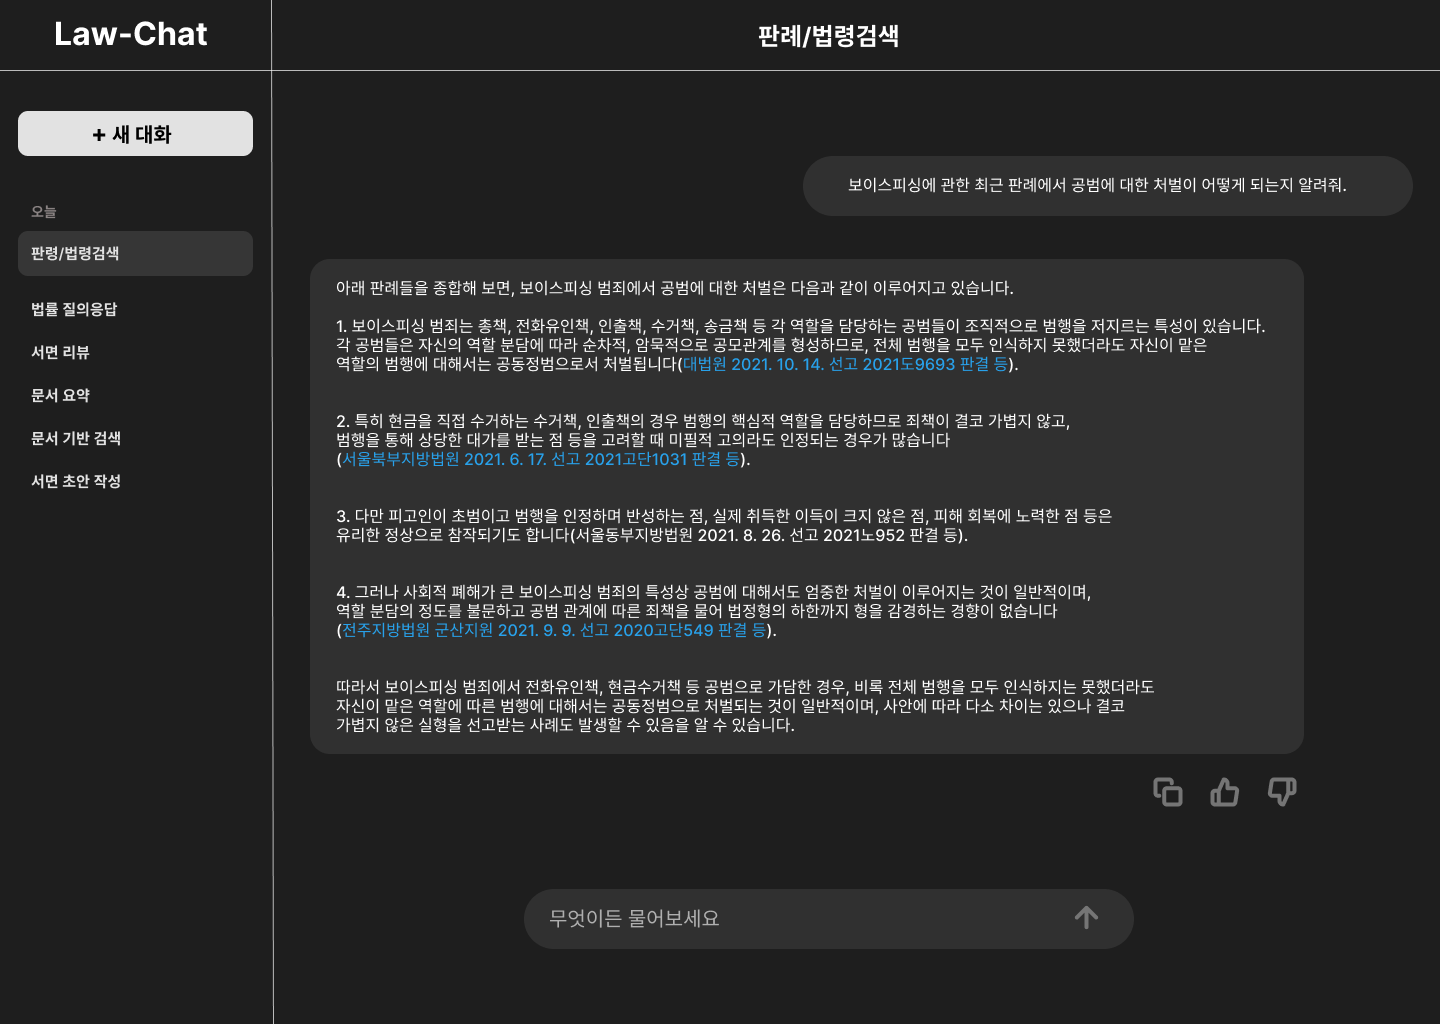 Law-Chat
판례/법령검색
+ 새 대화
오늘
판령/법령검색
법률 질의응답
서면 리뷰
문서 요약
문서 기반 검색
서면 초안 작성
보이스피싱에 관한 최근 판례에서 공범에 대한 처벌이 어떻게 되는지 알려줘.
아래 판례들을 종합해 보면, 보이스피싱 범죄에서 공범에 대한 처벌은 다음과 같이 이루어지고 있습니다.
1. 보이스피싱 범죄는 총책, 전화유인책, 인출책, 수거책, 송금책 등 각 역할을 담당하는 공범들이 조직적으로 범행을 저지르는 특성이 있습니다.
각 공범들은 자신의 역할 분담에 따라 순차적, 암묵적으로 공모관계를 형성하므로, 전체 범행을 모두 인식하지 못했더라도 자신이 맡은
역할의 범행에 대해서는 공동정범으로서 처벌됩니다(대법원 2021. 10. 14. 선고 2021도9693 판결 등).
2. 특히 현금을 직접 수거하는 수거책, 인출책의 경우 범행의 핵심적 역할을 담당하므로 죄책이 결코 가볍지 않고,
범행을 통해 상당한 대가를 받는 점 등을 고려할 때 미필적 고의라도 인정되는 경우가 많습니다
(서울북부지방법원 2021. 6. 17. 선고 2021고단1031 판결 등).
3. 다만 피고인이 초범이고 범행을 인정하며 반성하는 점, 실제 취득한 이득이 크지 않은 점, 피해 회복에 노력한 점 등은
유리한 정상으로 참작되기도 합니다(서울동부지방법원 2021. 8. 26. 선고 2021노952 판결 등).
4. 그러나 사회적 폐해가 큰 보이스피싱 범죄의 특성상 공범에 대해서도 엄중한 처벌이 이루어지는 것이 일반적이며,
역할 분담의 정도를 불문하고 공범 관계에 따른 죄책을 물어 법정형의 하한까지 형을 감경하는 경향이 없습니다
(전주지방법원 군산지원 2021. 9. 9. 선고 2020고단549 판결 등).
따라서 보이스피싱 범죄에서 전화유인책, 현금수거책 등 공범으로 가담한 경우, 비록 전체 범행을 모두 인식하지는 못했더라도
자신이 맡은 역할에 따른 범행에 대해서는 공동정범으로 처벌되는 것이 일반적이며, 사안에 따라 다소 차이는 있으나 결코
가볍지 않은 실형을 선고받는 사례도 발생할 수 있음을 알 수 있습니다.
무엇이든 물어보세요